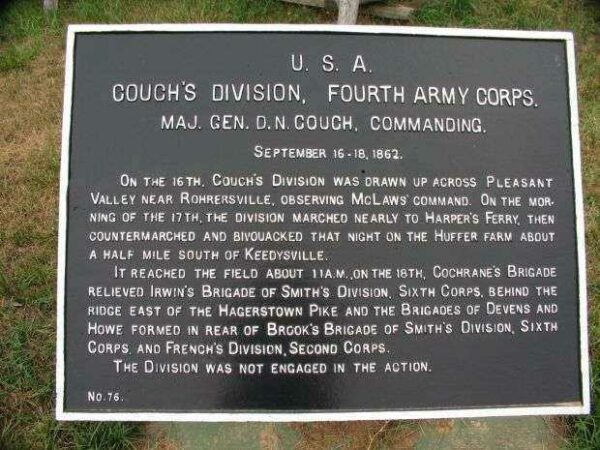 U. S. A.
COUCH'S DIVISION, FOURTH ARMY CORPS.
MAJ. GEN. D.N. COUCH, COMMANDING.
SEPTEMBER 16-18, 1862.
ON THE 16TH, COUCH'S DIVISION WAS DRAWN UP ACROSS PLEASANT
VALLEY NEAR ROHRERSVILLE, OBSERVING MCLAWS' COMMAND. ON THE MOR-
NING OF THE 17TH, THE DIVISION MARCHED NEARLY TO HARPER'S FERRY, THEN
COUNTERMARCHED AND BIVOUACKED THAT NIGHT ON THE HUFFER FARM ABOUT
A HALF MILE SOUTH OF KEEDYSVILLE.
IT REACHED THE FIELD ABOUT 11 A.M., ON THE 18TH, COCHRANE'S BRIGADE
RELIEVED IRWIN'S BRIGADE OF SMITH'S DIVISION, SIXTH CORPS, BEHIND THE
RIDGE EAST OF THE HAGERSTOWN PIKE AND THE BRIGADES OF DEVENS AND
HOWE FORMED IN REAR OF BROOK'S BRIGADE OF SMITH'S DIVISION, SIXTH
CORPS, AND FRENCH'S DIVISION, SECOND CORPS.
THE DIVISION WAS NOT ENGAGED IN THE ACTION.
NO. 76.